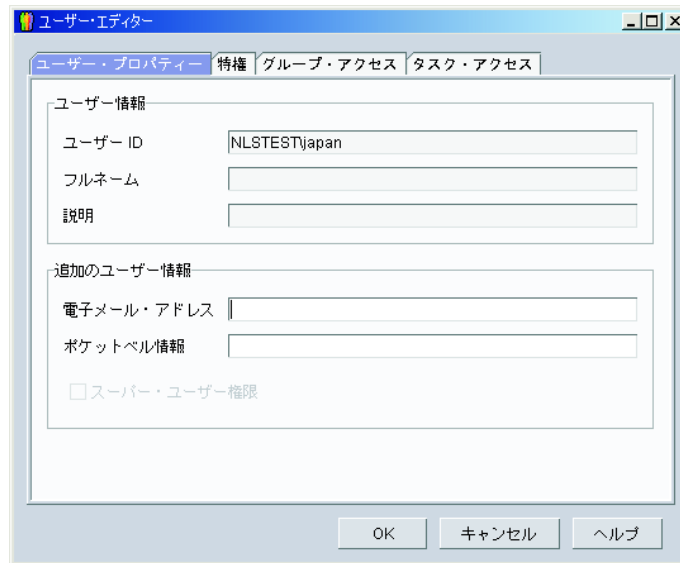 ユーザー・エディター
ユーザー・プロパティー 特権 グループ・アクセス タスク・アクセス
ユーザー情報
ユーザー ID NLSTEST\japan
フルネーム
説明
追加のユーザー情報
電子メール・アドレス
ポケットベル情報
スーパー・ユーザー権限
OK キャンセル ヘルプ